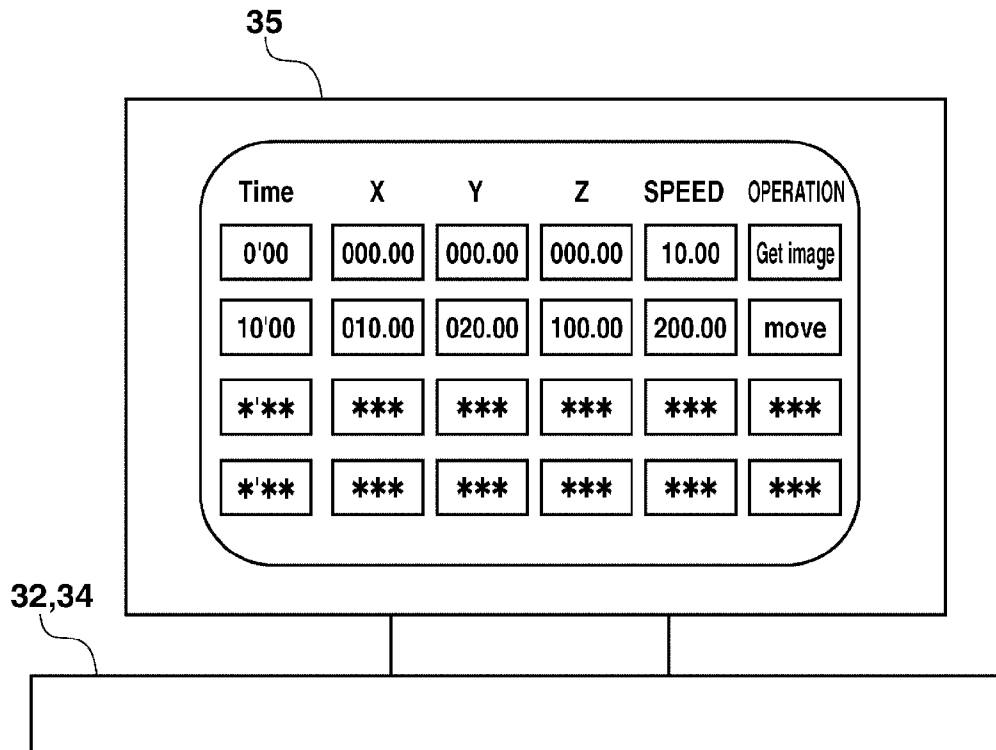 35
Time X Y Z SPEED OPERATION
0'00 000.00 000.00 000.00 10.00 Get image
10'00 010.00 020.00 100.00 200.00 move
*'** *** *** *** *** ***
*'** *** *** *** *** ***
32,34